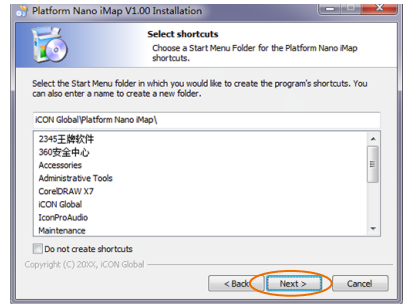 Platform Nano iMap V1.00 Installation
Select shortcuts
Choose a Start Menu Folder for the Platform Nano iMap
shortcuts.
Select the Start Menu folder in which you would like to create the program's shortcuts. You
can also enter a name to create a new folder.
iCON Global\Platform Nano iMap\
2345王牌软件
360安全中心
Accessories
Administrative Tools
CorelDRAW X7
iCON Global
IconProAudio
Maintenance
Do not create shortcuts
Copyright (C) 20XX, iCON Global
< Back
Next >
Cancel